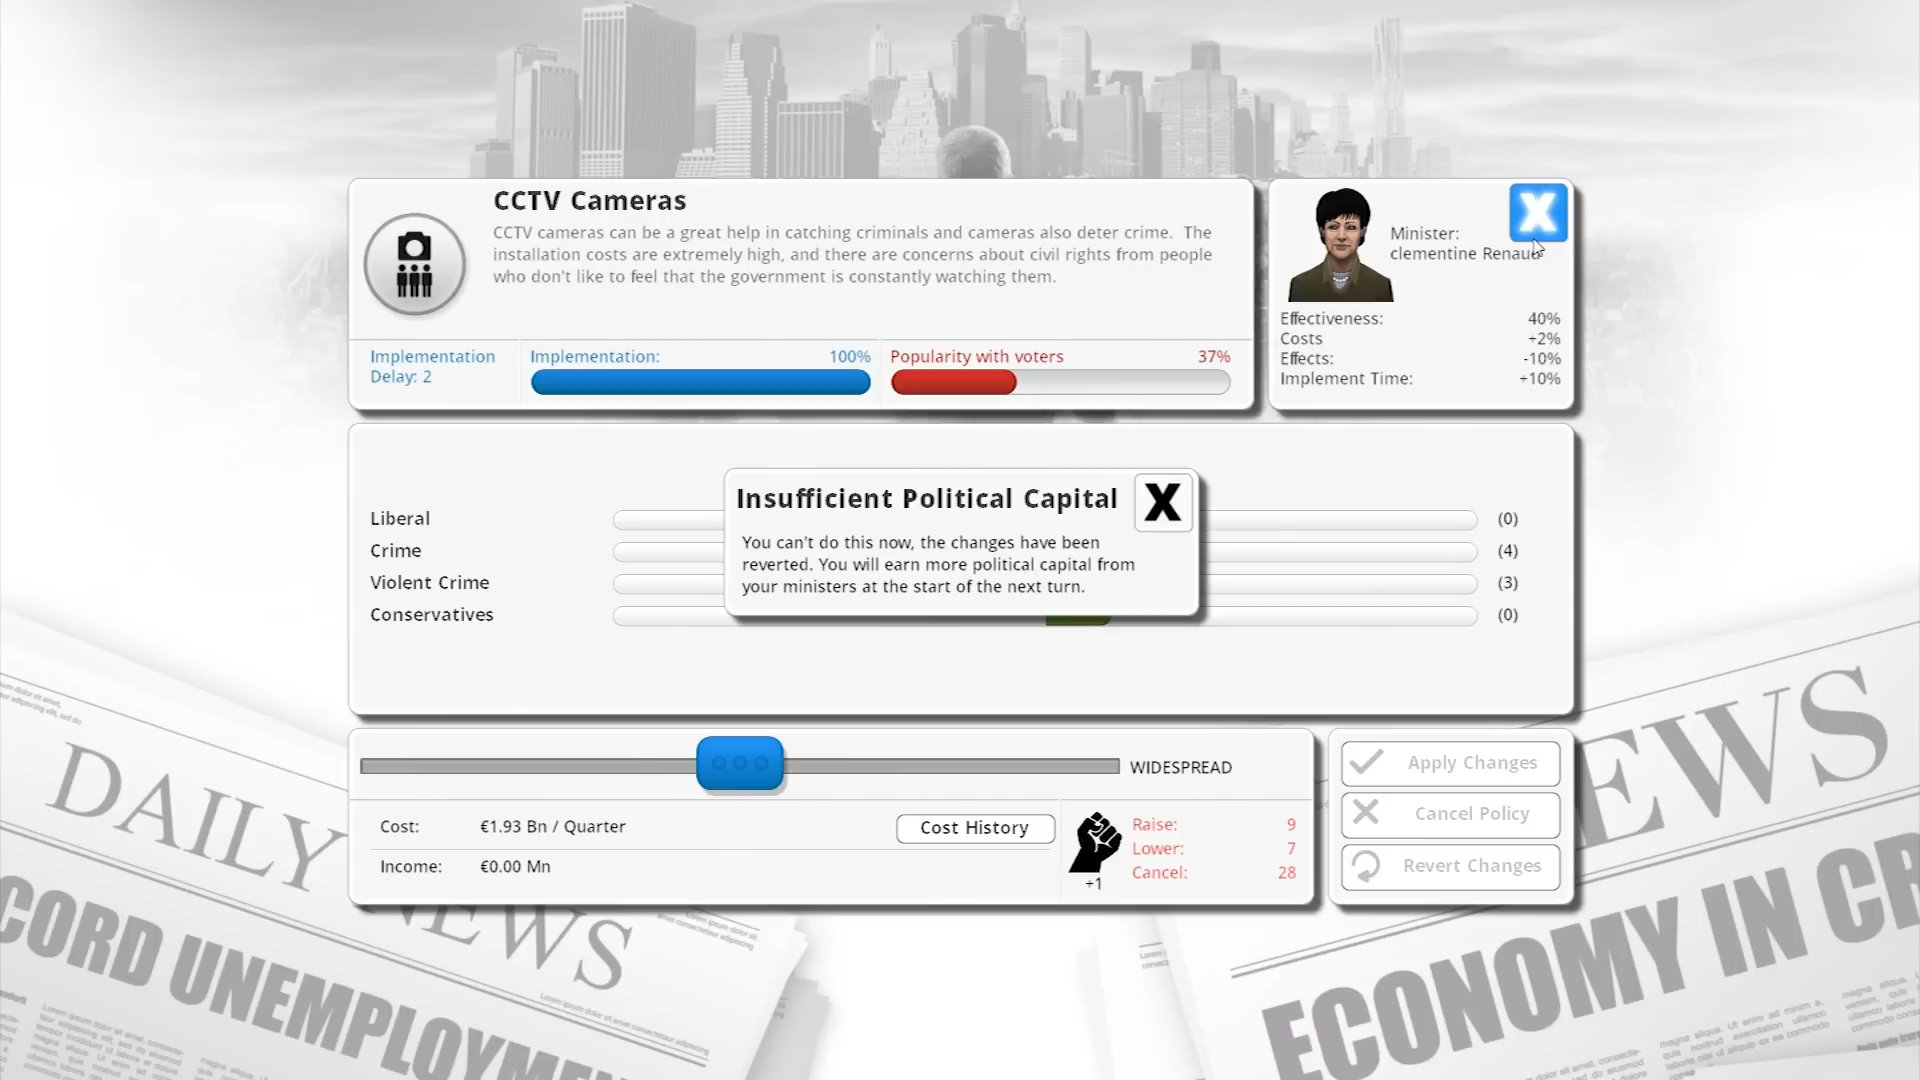 CCTV Cameras
CCTV cameras can be a great help in catching criminals and cameras also deter crime. The
installation costs are extremely high, and there are concerns about civil rights from people
who don't like to feel that the government is constantly watching them.
Implementation
Delay: 2
Implementation: 100%
Popularity with voters 37%
X
Minister:
clementine Renaud
Effectiveness: 40%
Costs +2%
Effects: -10%
Implement Time: +10%
Insufficient Political Capital X
You can't do this now, the changes have been
reverted. You will earn more political capital from
your ministers at the start of the next turn.
Liberal (0)
Crime (4)
Violent Crime (3)
Conservatives (0)
WIDESPREAD
Cost: €1.93 Bn / Quarter
Cost History
Income: €0.00 Mn
+1
Raise: 9
Lower: 7
Cancel: 28
Apply Changes
Cancel Policy
Revert Changes
DAILY NEWS
CORD UNEMPLOYME
EWS
ECONOMY IN CR